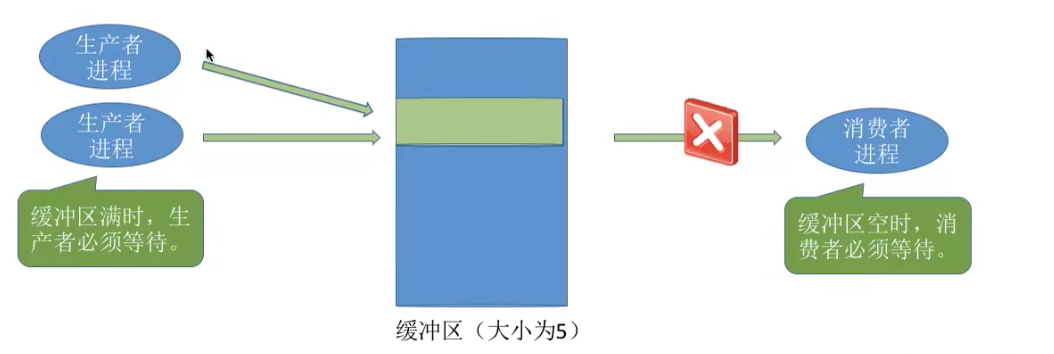 生产者
进程
生产者
进程
缓冲区满时，生
产者必须等待。
消费者
进程
缓冲区空时，消
费者必须等待。
缓冲区（大小为5）